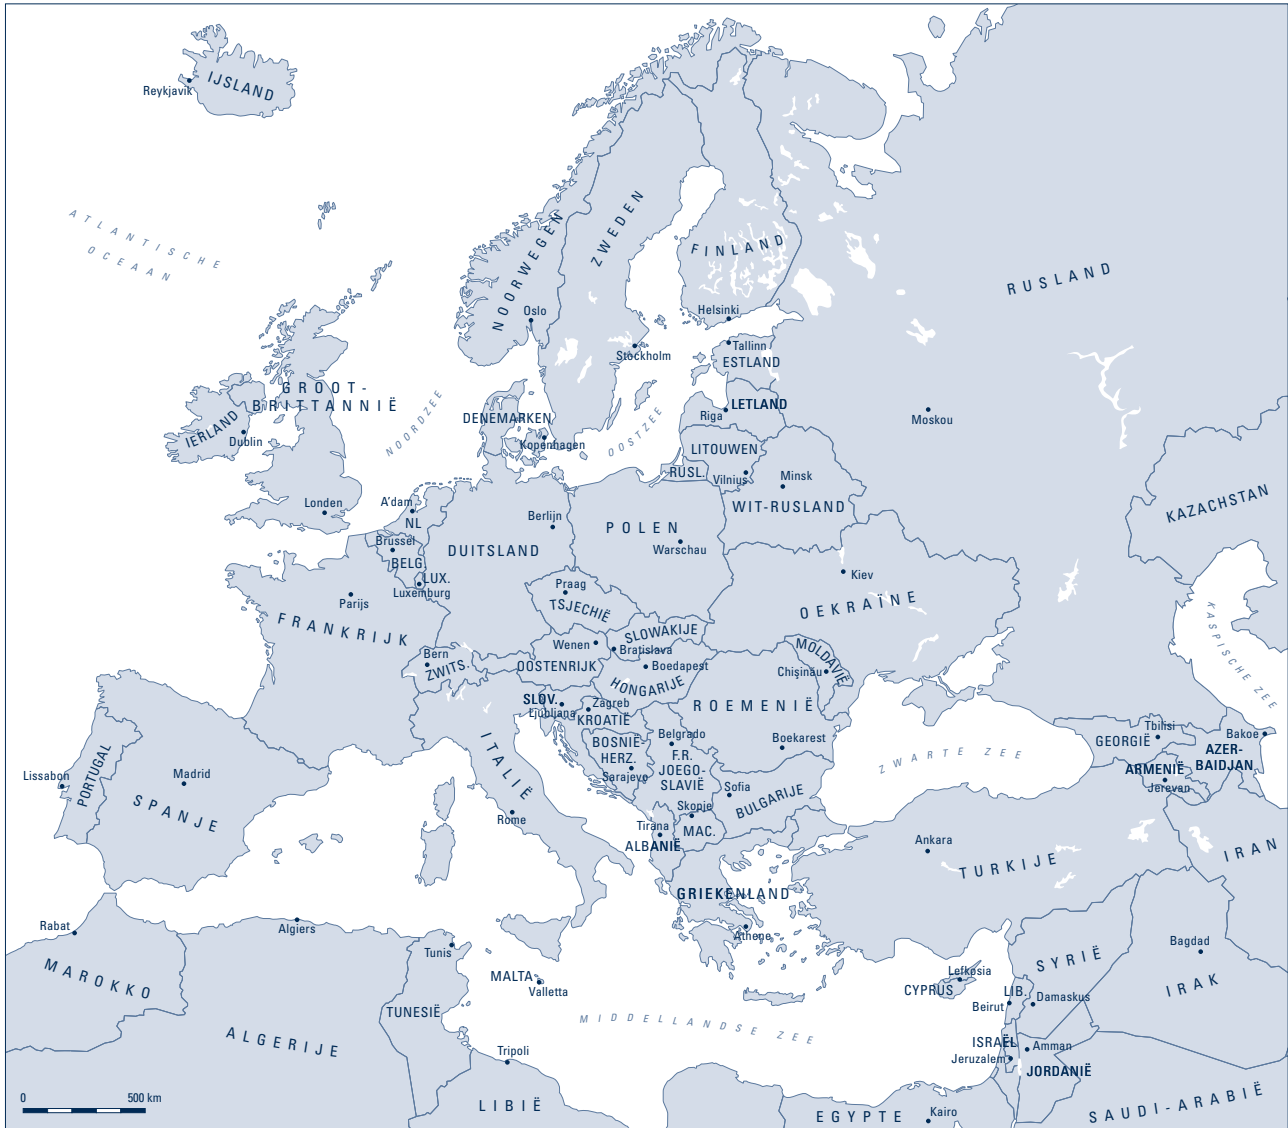 IJSLAND
Reykjavik
ATLANTISCHE
OCEAAN
NOORWEGEN
ZWEDEN
FINLAND
RUSLAND
Oslo
Helsinki
Stockholm
Tallinn
ESTLAND
GROOT-
BRITTANNIË
IERLAND
Dublin
NOORDZEE
DENEMARKEN
Kopenhagen
OOSTZEE
Riga
LETLAND
Moskou
LITOUWEN
RUSL.
Vilnius
Minsk
WIT-RUSLAND
KAZACHSTAN
Londen
A'dam
NL
Berlijn
POLEN
Warschau
Brussel
BELG.
DUITSLAND
LUX.
Luxemburg
Parijs
FRANKRIJK
Praag
TSJECHIË
Kiev
OEKRAÏNE
SLOWAKIJE
Wenen
Bratislava
Bern
ZWITS.
OOSTENRIJK
Boedapest
HONGARIJE
MOLDAVIË
Chişinău
KASPISCHE ZEE
SLOV.
Ljubljana
Zagreb
KROATIË
ROEMENIË
ITALIË
BOSNIË-
HERZ.
Sarajevo
Belgrado
F.R.
JOEGO-
SLAVIË
Boekarest
ZWARTE ZEE
GEORGIË
Tbilisi
Bakoe
AZER-
BAIDJAN
ARMENIË
Jerevan
Lissabon
PORTUGAL
Madrid
SPANJE
Rome
Sofia
BULGARIJE
Skopje
MAC.
Tirana
ALBANIË
Ankara
TURKIJE
IRAN
GRIEKENLAND
Athene
Rabat
MAROKKO
Algiers
ALGERIJE
Tunis
TUNESIË
MALTA
Valletta
MIDDELLANDSE ZEE
Lefkosia
CYPRUS
SYRIË
Bagdad
IRAK
LIB.
Beirut
Damaskus
ISRAËL
Jeruzalem
Amman
JORDANIË
Tripoli
LIBIË
EGYPTE
Kairo
SAUDI-ARABIË
0 500 km